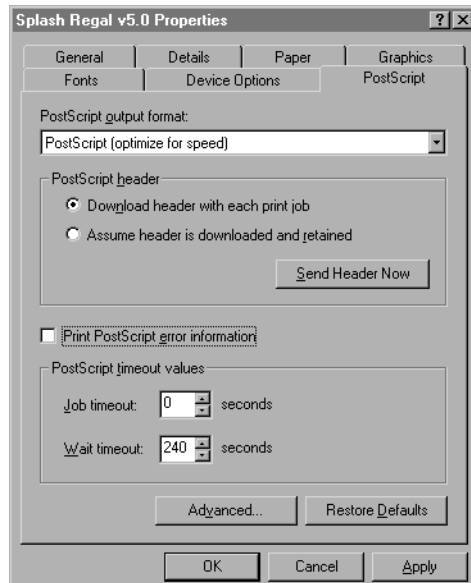 Splash Regal v5.0 Properties
General Details Paper Graphics
Fonts Device Options PostScript
PostScript output format:
PostScript (optimize for speed)
PostScript header
Download header with each print job
Assume header is downloaded and retained
Send Header Now
Print PostScript error information
PostScript timeout values
Job timeout: 0 seconds
Wait timeout: 240 seconds
Advanced... Restore Defaults
OK Cancel Apply